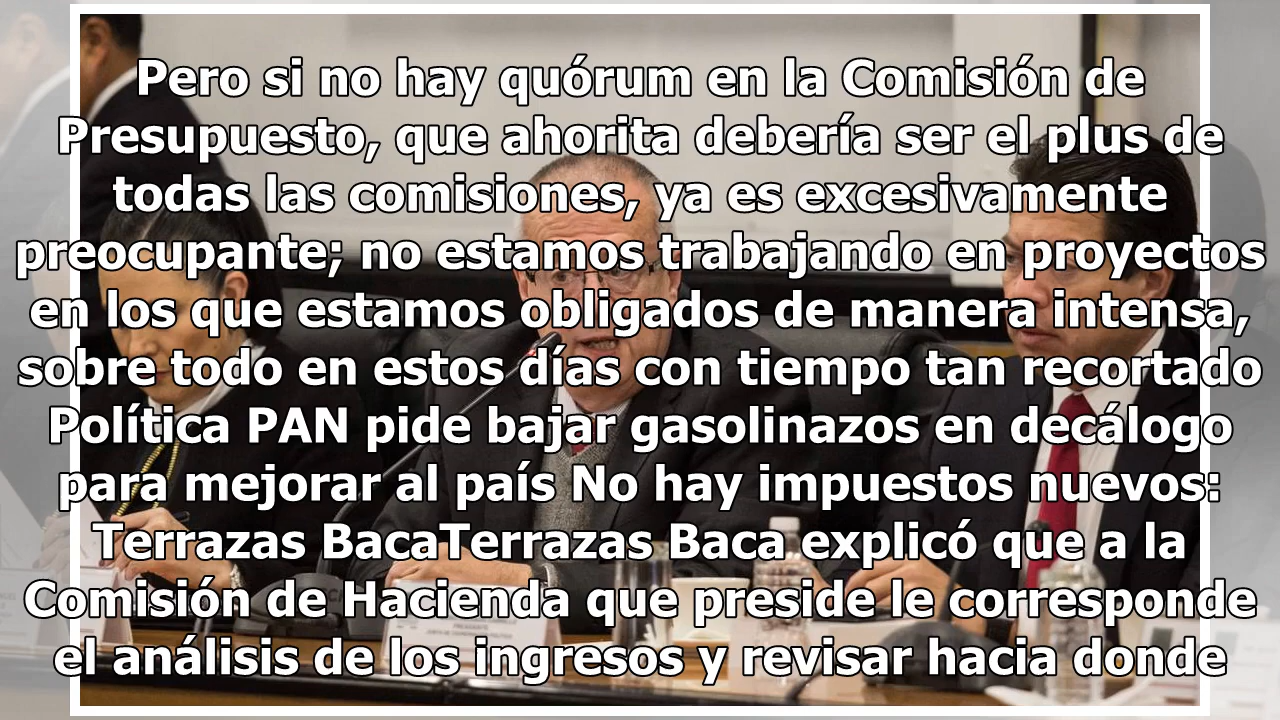 Pero si no hay quórum en la Comisión de
Presupuesto, que ahorita debería ser el plus de
todas las comisiones, ya es excesivamente
preocupante; no estamos trabajando en proyectos
en los que estamos obligados de manera intensa,
sobre todo en estos días con tiempo tan recortado
Política PAN pide bajar gasolinazos en decálogo
para mejorar al país No hay impuestos nuevos:
Terrazas BacaTerrazas Baca explicó que a la
Comisión de Hacienda que preside le corresponde
el análisis de los ingresos y revisar hacia donde